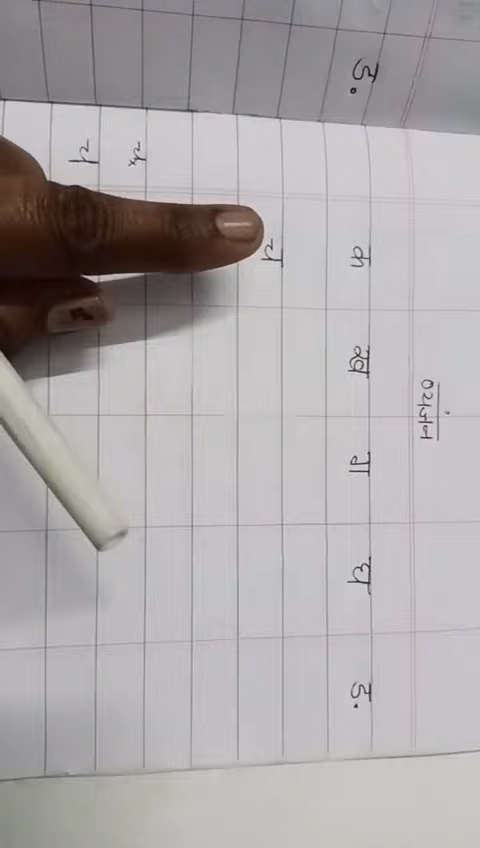 व्यंजन
ङ
क ख ग घ ङ
च